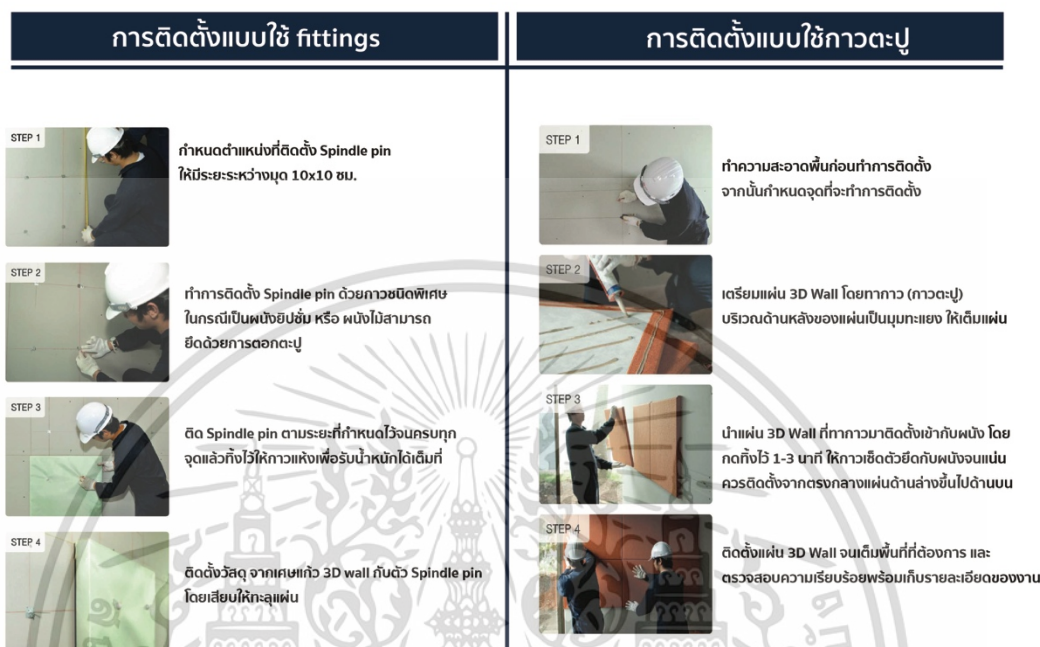 การติดตั้งแบบใช้ fittings
STEP 1
กำหนดตำแหน่งที่ติดตั้ง Spindle pin
ให้มีระยะระหว่างมุด 10x10 ซม.
STEP 2
ทำการติดตั้ง Spindle pin ด้วยกาวชนิดพิเศษ
ในกรณีเป็นผนังยิปซั่ม หรือ ผนังไม้สามารถ
ยึดด้วยการตอกตะปู
STEP 3
ติด Spindle pin ตามระยะที่กำหนดไว้จนครบทุก
จุดแล้วทิ้งไว้ให้กาวแห้งเพื่อรับน้ำหนักได้เต็มที่
STEP 4
ติดตั้งวัสดุ จากเศษแก้ว 3D wall กับตัว Spindle pin
โดยเสียบให้ทะลุแผ่น
การติดตั้งแบบใช้กาวตะปู
STEP 1
ทำความสะอาดพื้นก่อนทำการติดตั้ง
จากนั้นกำหนดจุดที่จะทำการติดตั้ง
STEP 2
เตรียมแผ่น 3D Wall โดยทากาว (กาวตะปู)
บริเวณด้านหลังของแผ่นเป็นมุมทะแยง ให้เต็มแผ่น
STEP 3
นำแผ่น 3D Wall ที่ทากาวมาติดตั้งเข้ากับผนัง โดย
กดทิ้งไว้ 1-3 นาที ให้กาวเซ็ตตัวยึดกับผนังจนแน่น
ควรติดตั้งจากตรงกลางแผ่นด้านล่างขึ้นไปด้านบน
STEP 4
ติดตั้งแผ่น 3D Wall จนเต็มพื้นที่ที่ต้องการ และ
ตรวจสอบความเรียบร้อยพร้อมเก็บรายละเอียดของงาน